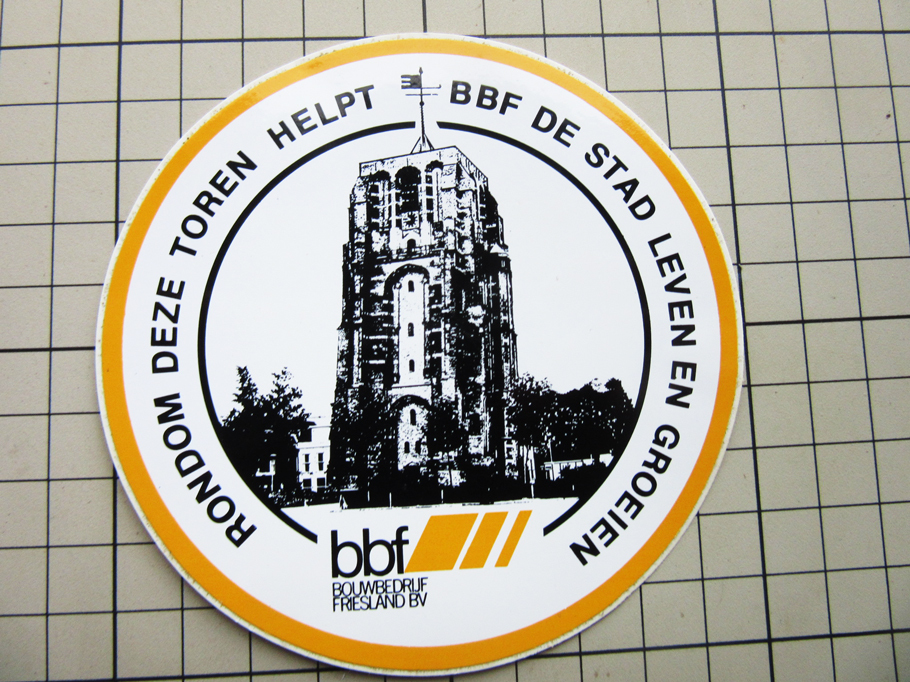 RONDOM DEZE TOREN HELPT BBF DE STAD LEVEN EN GROEIEN
bbf
BOUWBEDRIJF
FRIESLAND BV